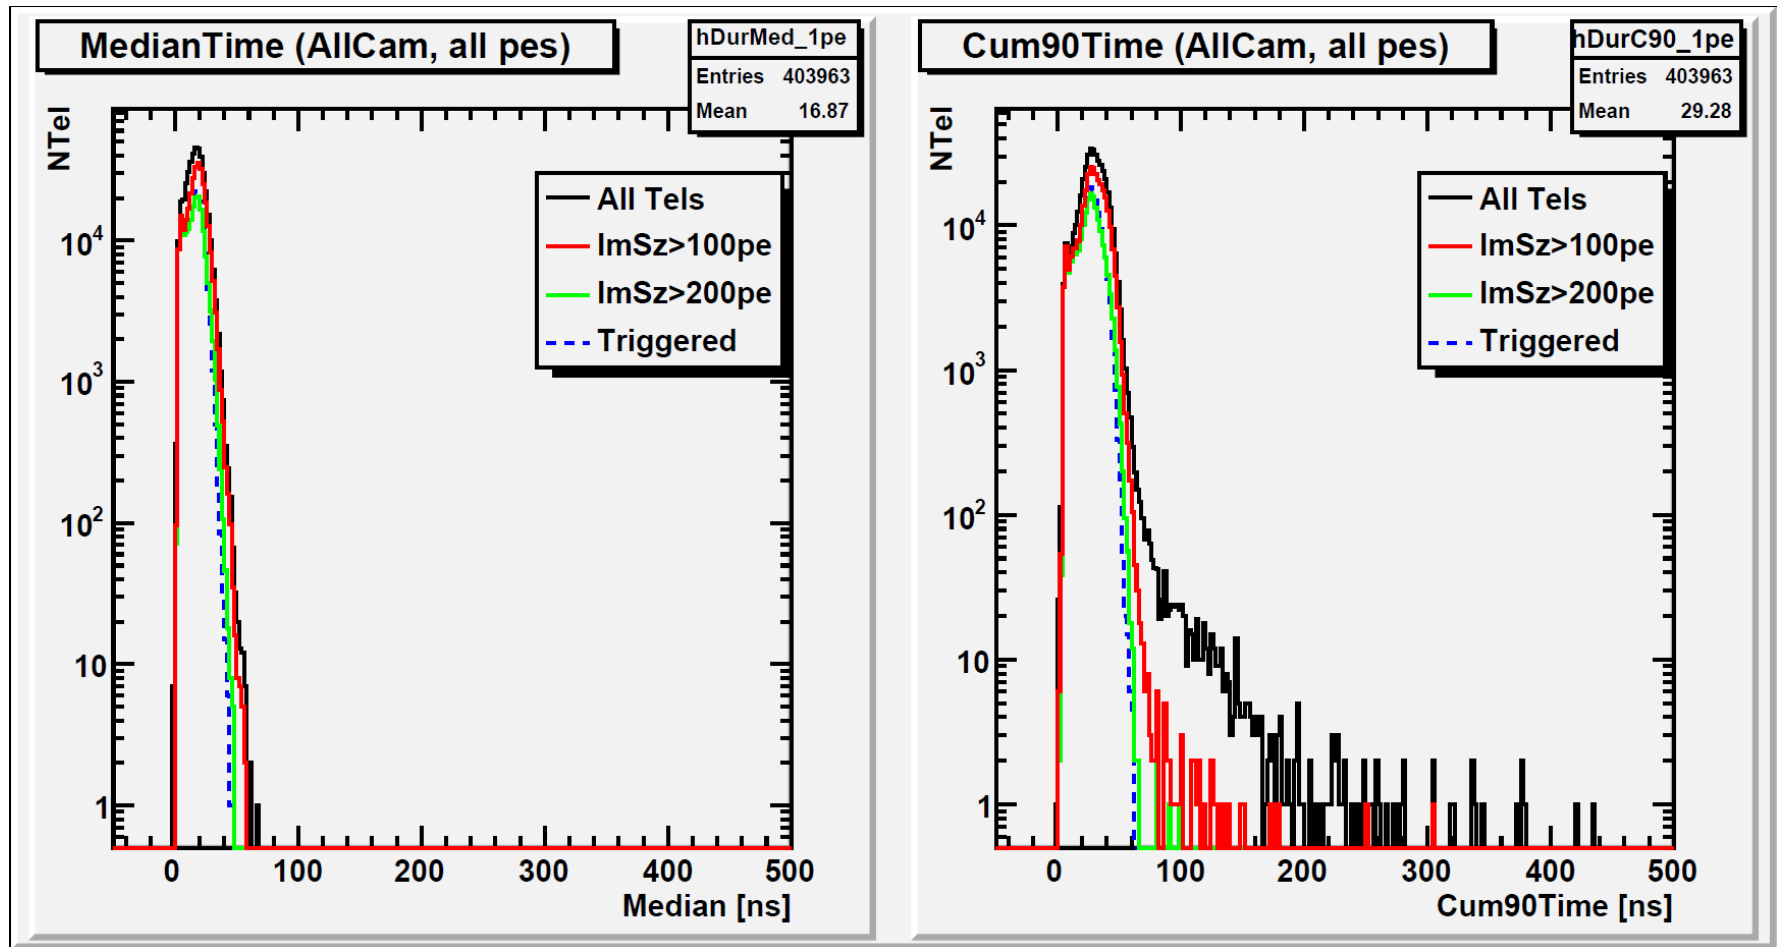 MedianTime (AllCam, all pes)
hDurMed_1pe
Entries 403963
Mean 16.87
NTel
All Tels
ImSz>100pe
ImSz>200pe
Triggered
10^4
10^3
10^2
10
1
0 100 200 300 400 500
Median [ns]
Cum90Time (AllCam, all pes)
hDurC90_1pe
Entries 403963
Mean 29.28
NTel
All Tels
ImSz>100pe
ImSz>200pe
Triggered
10^4
10^3
10^2
10
1
0 100 200 300 400 500
Cum90Time [ns]